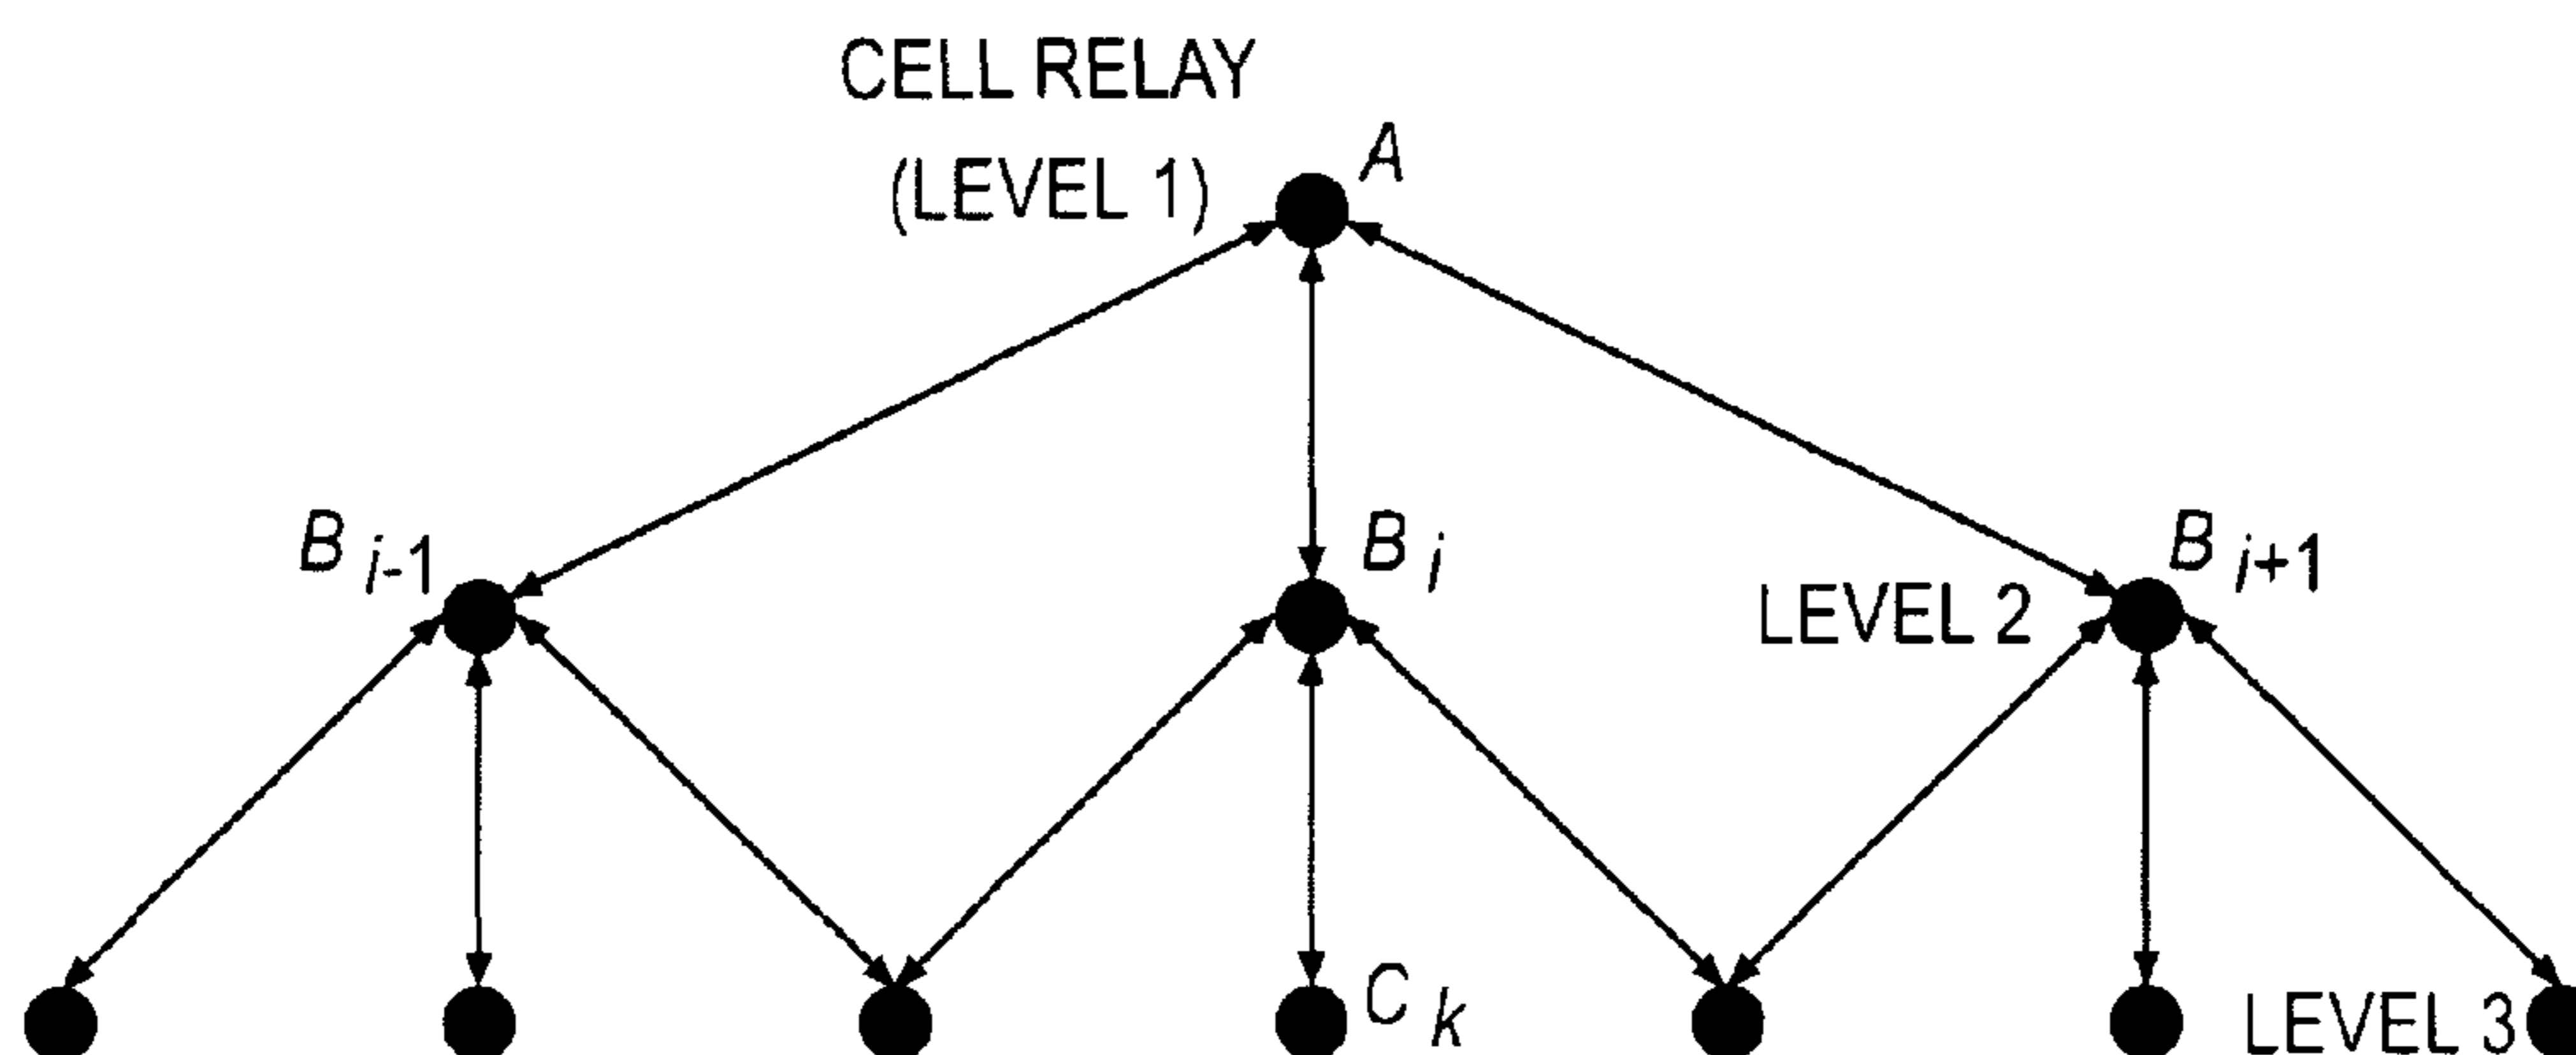 CELL RELAY
(LEVEL 1)
A
B i-1
B i
B i+1
LEVEL 2
C k
LEVEL 3